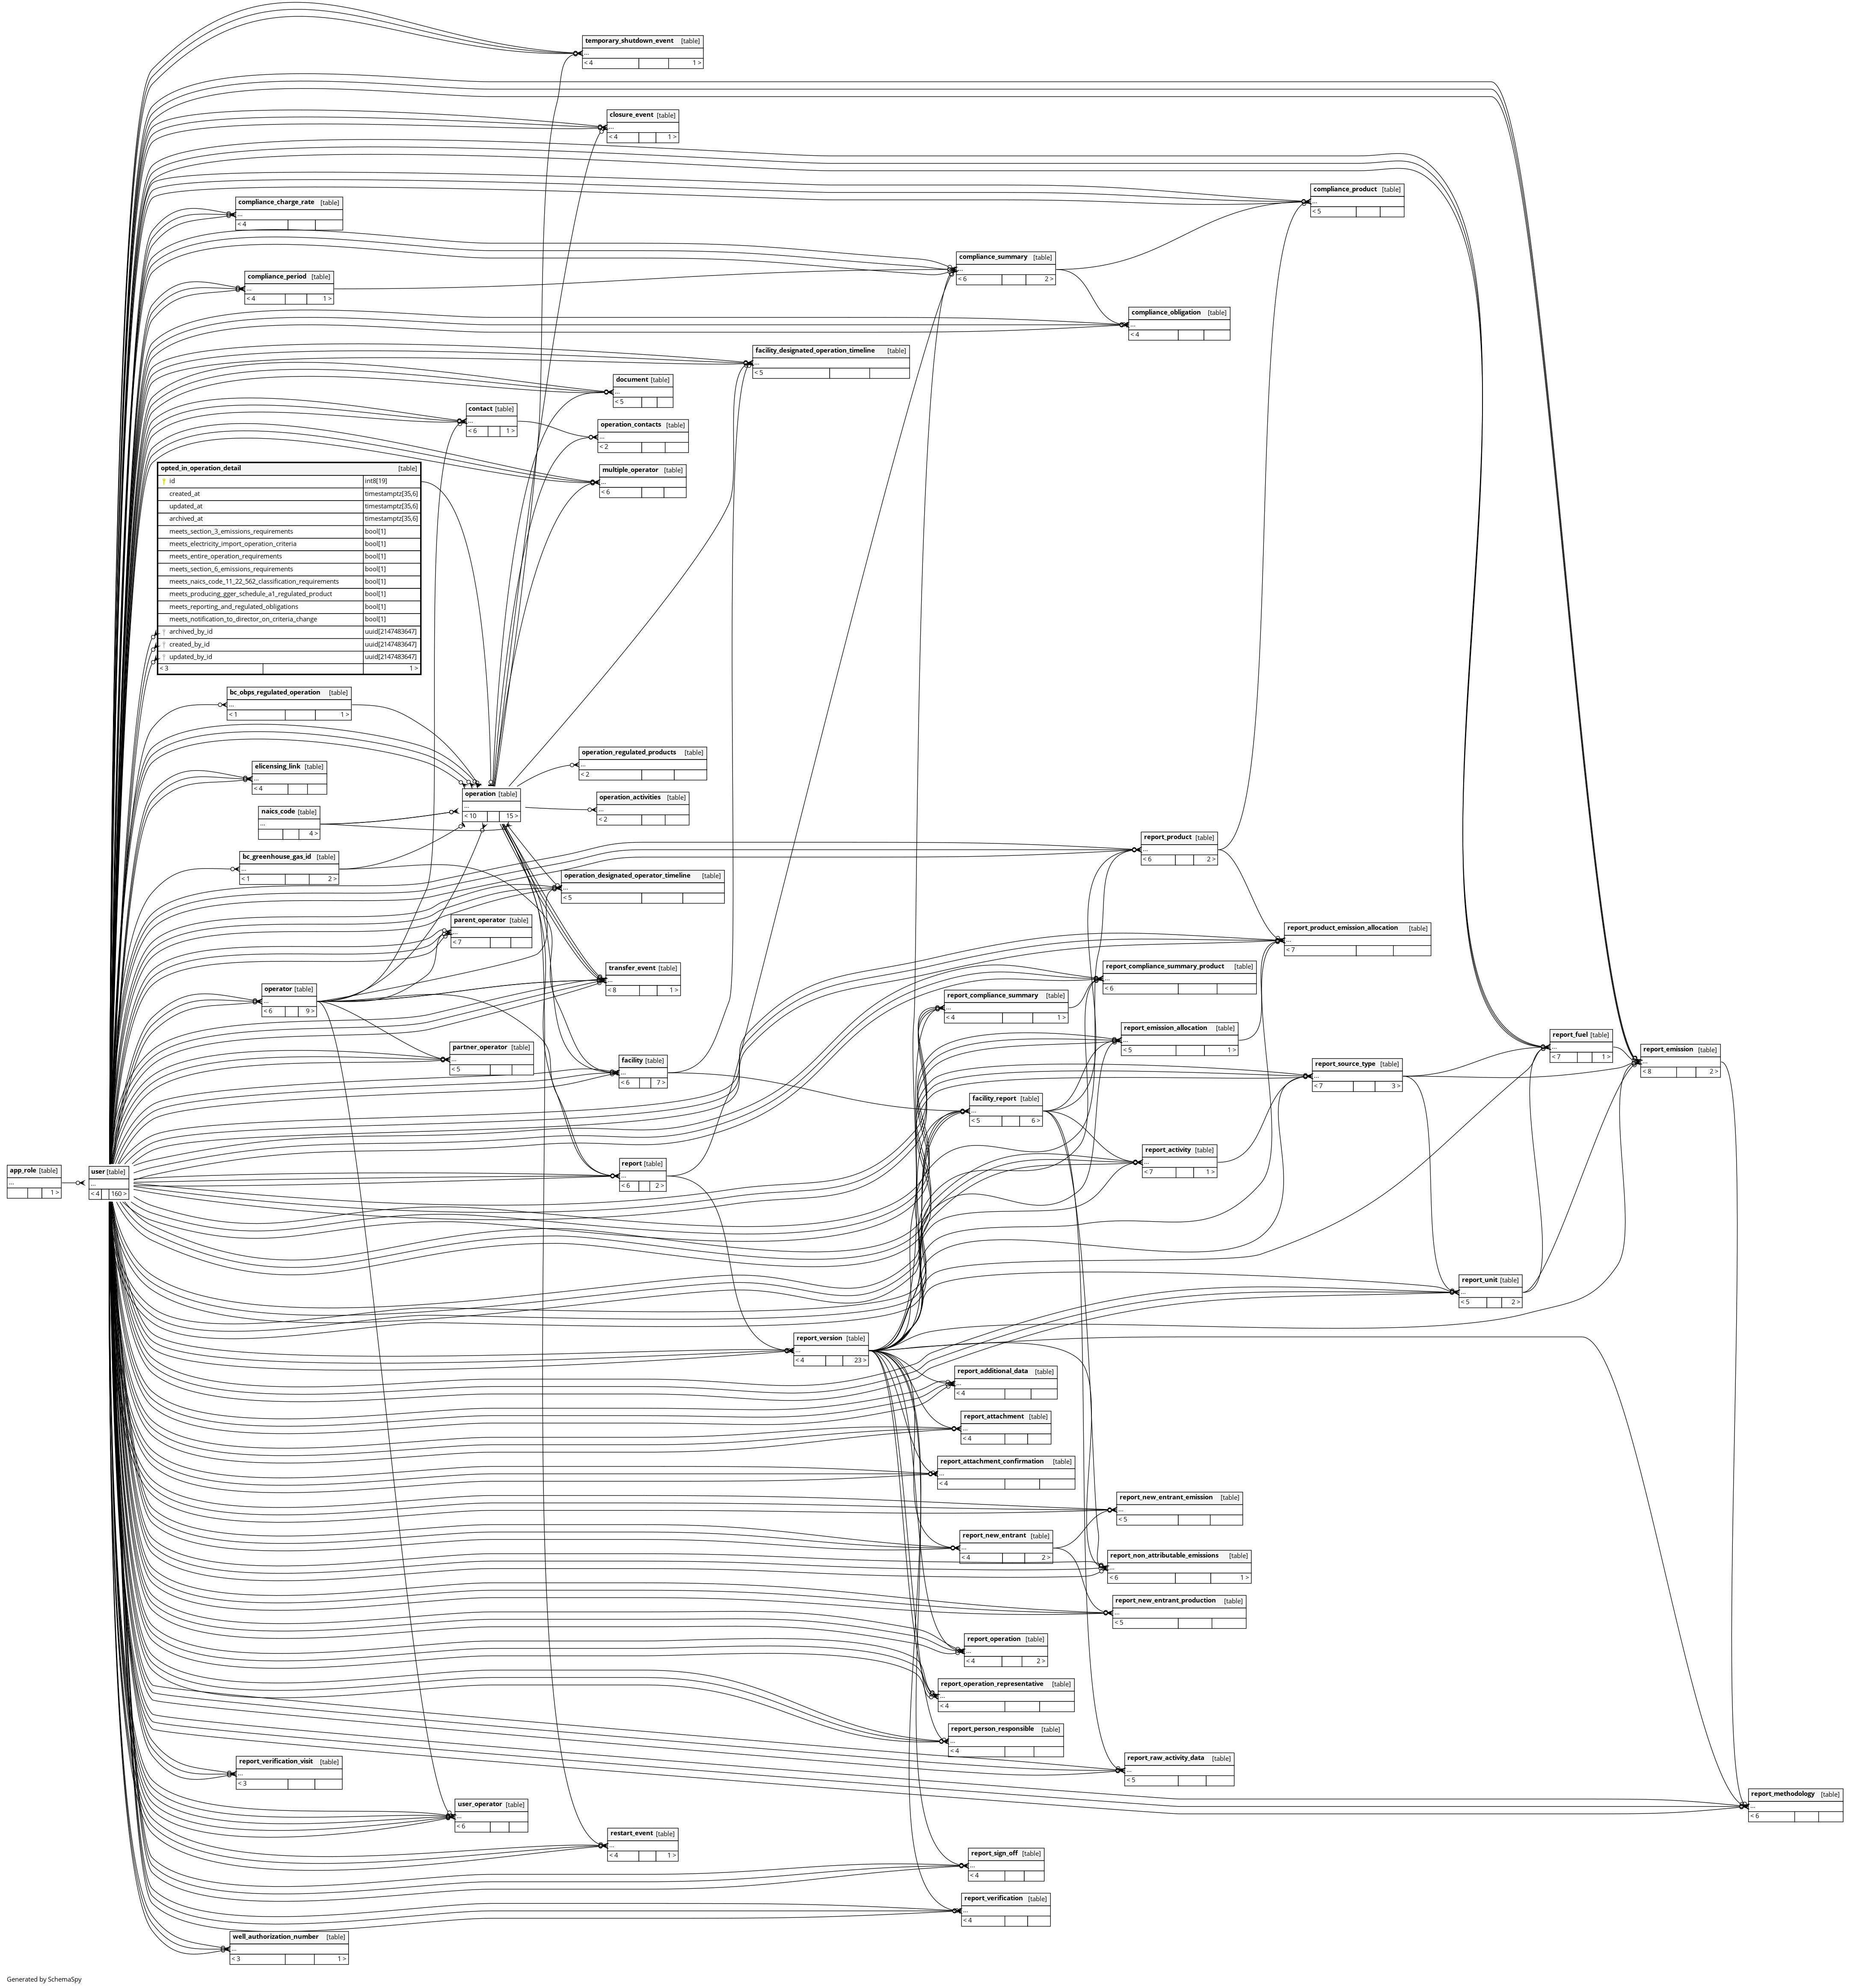 temporary_shutdown_event [table]
...
< 4 1 >
closure_event [table]
...
< 4 1 >
compliance_product [table]
...
< 5
compliance_charge_rate [table]
...
< 4
compliance_summary [table]
...
< 6 2 >
compliance_period [table]
...
< 4 1 >
compliance_obligation [table]
...
< 4
facility_designated_operation_timeline [table]
...
< 5
document [table]
...
< 5
contact [table]
...
< 6 1 >
operation_contacts [table]
...
< 2
multiple_operator [table]
...
< 6
opted_in_operation_detail [table]
id int8[19]
created_at timestamptz[35,6]
updated_at timestamptz[35,6]
archived_at timestamptz[35,6]
meets_section_3_emissions_requirements bool[1]
meets_electricity_import_operation_criteria bool[1]
meets_entire_operation_requirements bool[1]
meets_section_6_emissions_requirements bool[1]
meets_naics_code_11_22_562_classification_requirements bool[1]
meets_producing_gger_schedule_a1_regulated_product bool[1]
meets_reporting_and_regulated_obligations bool[1]
meets_notification_to_director_on_criteria_change bool[1]
archived_by_id uuid[2147483647]
created_by_id uuid[2147483647]
updated_by_id uuid[2147483647]
< 3 1 >
bc_obps_regulated_operation [table]
...
< 1 1 >
operation_regulated_products [table]
...
< 2
elicensing_link [table]
...
< 4
operation [table]
...
< 10 15 >
operation_activities [table]
...
< 2
naics_code [table]
...
4 >
report_product [table]
...
< 6 2 >
bc_greenhouse_gas_id [table]
...
< 1 2 >
operation_designated_operator_timeline [table]
...
< 5
parent_operator [table]
...
< 7
report_product_emission_allocation [table]
...
< 7
transfer_event [table]
...
< 8 1 >
report_compliance_summary_product [table]
...
< 6
operator [table]
...
< 6 9 >
report_compliance_summary [table]
...
< 4 1 >
report_emission_allocation [table]
...
< 5 1 >
report_fuel [table]
...
< 7 1 >
partner_operator [table]
...
< 5
report_emission [table]
...
< 8 2 >
facility [table]
...
< 6 7 >
report_source_type [table]
...
< 7 3 >
facility_report [table]
...
< 5 6 >
report_activity [table]
...
< 7 1 >
app_role [table]
...
1 >
user [table]
...
< 4 160 >
report [table]
...
< 6 2 >
report_unit [table]
...
< 5 2 >
report_version [table]
...
< 4 23 >
report_additional_data [table]
...
< 4
report_attachment [table]
...
< 4
report_attachment_confirmation [table]
...
< 4
report_new_entrant_emission [table]
...
< 5
report_new_entrant [table]
...
< 4 2 >
report_non_attributable_emissions [table]
...
< 6 1 >
report_new_entrant_production [table]
...
< 5
report_operation [table]
...
< 4 2 >
report_operation_representative [table]
...
< 4
report_person_responsible [table]
...
< 4
report_raw_activity_data [table]
...
< 5
report_verification_visit [table]
...
< 3
report_methodology [table]
...
< 6
user_operator [table]
...
< 6
restart_event [table]
...
< 4 1 >
report_sign_off [table]
...
< 4
report_verification [table]
...
< 4
well_authorization_number [table]
...
< 3 1 >
Generated by SchemaSpy